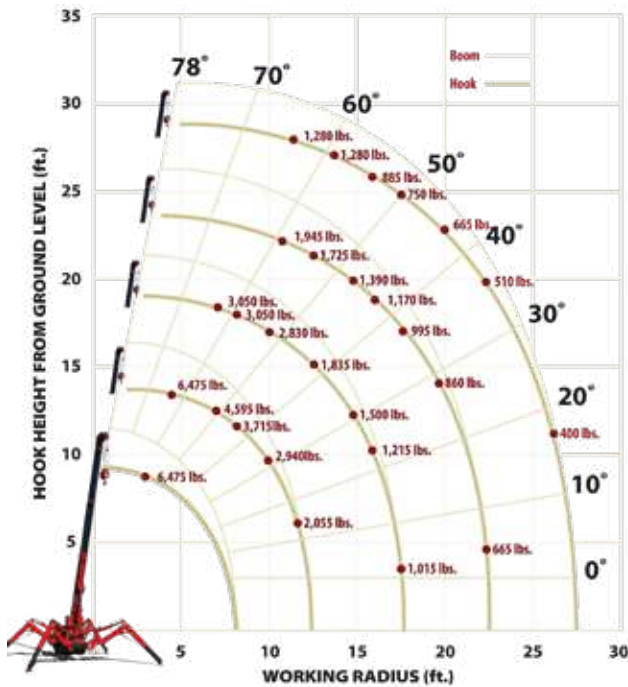 35
78˚
70˚
Boom
Hook
30
60˚
1,280 lbs.
1,280 lbs.
50˚
885 lbs.
750 lbs.
25
665 lbs.
40˚
1,945 lbs.
1,725 lbs.
510 lbs.
1,390 lbs.
20
1,170 lbs.
30˚
3,050 lbs.
3,050 lbs.
2,830 lbs.
995 lbs.
15
1,835 lbs.
860 lbs.
20˚
6,475 lbs.
4,595 lbs.
1,500 lbs.
3,715 lbs.
400 lbs.
10
2,940lbs.
1,215 lbs.
6,475 lbs.
10˚
2,055 lbs.
5
665 lbs.
1,015 lbs.
0˚
HOOK HEIGHT FROM GROUND LEVEL (ft.)
5 10 15 20 25 30
WORKING RADIUS (ft.)